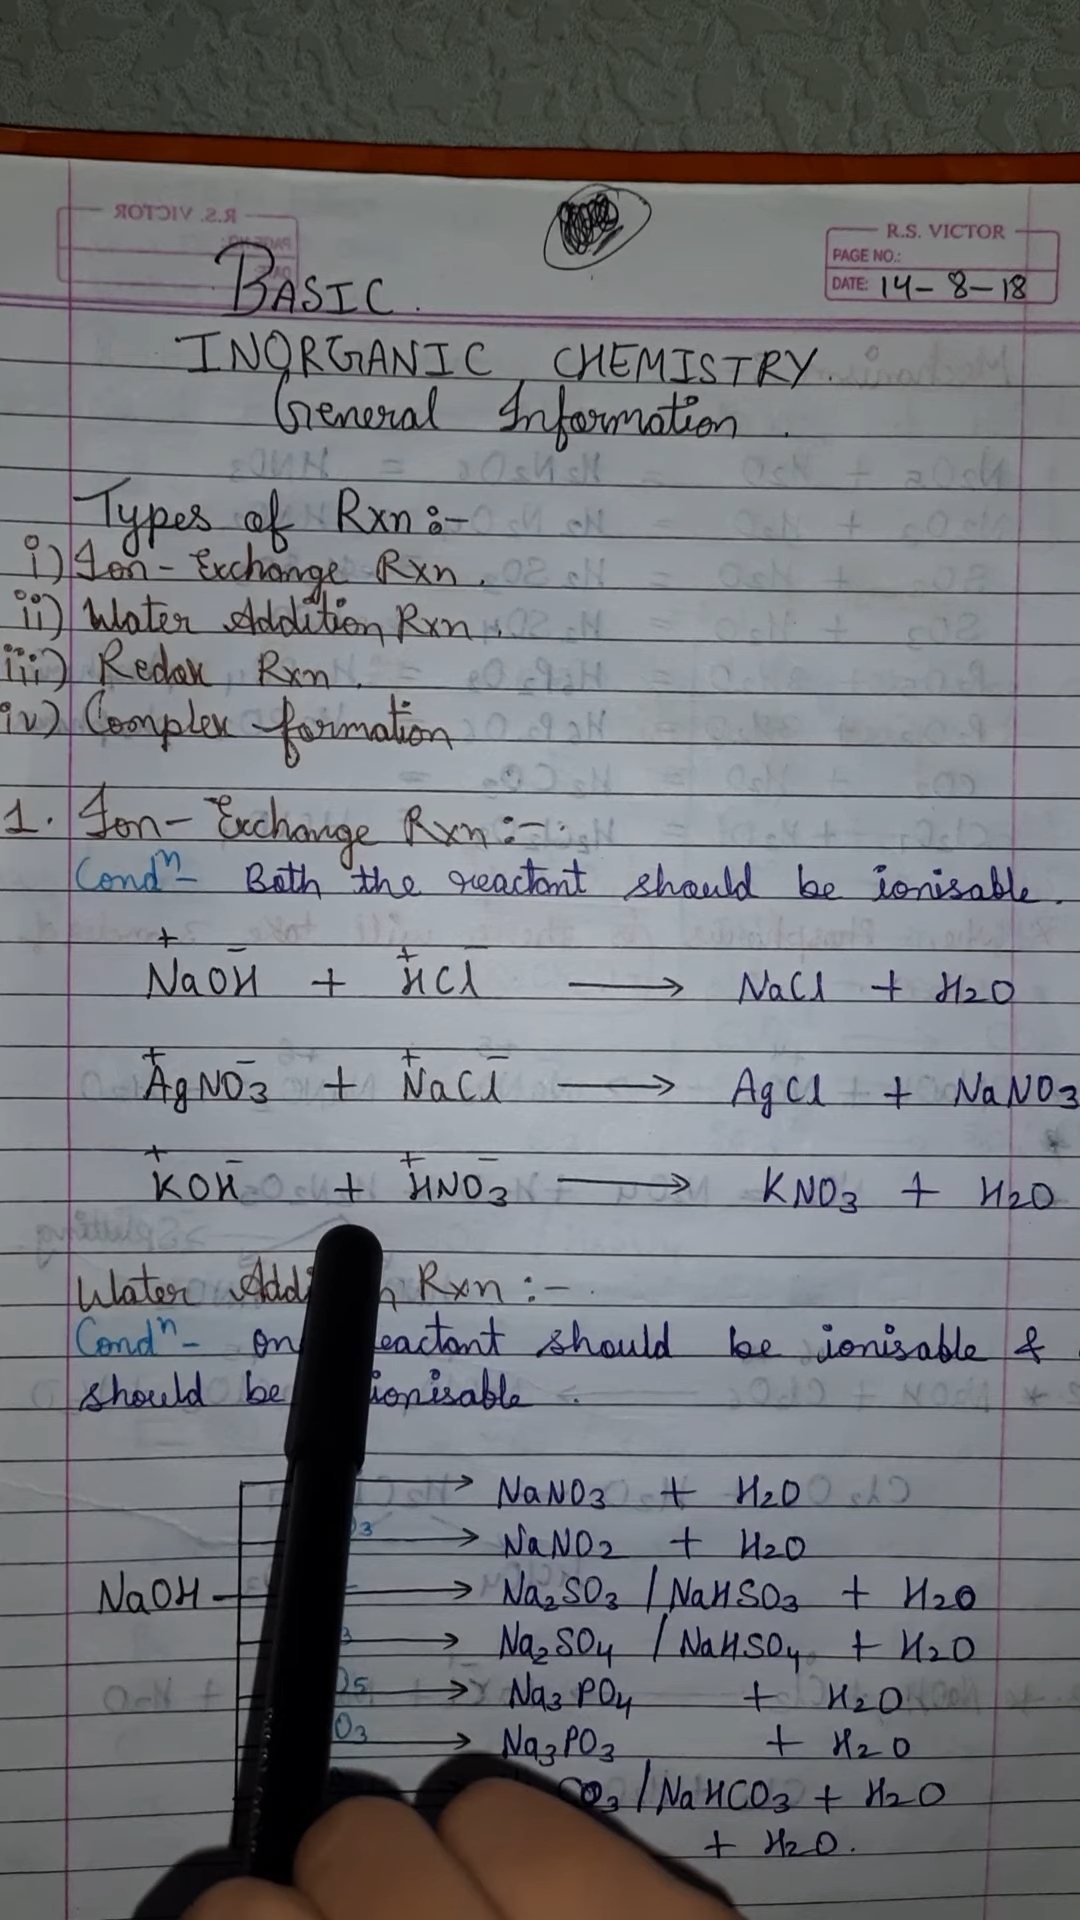 R.S. VICTOR
PAGE NO.:
DATE: 14-8-18
BASIC.
INORGANIC CHEMISTRY.
General Information.
Types of Rxn:-
i) Ion-Exchange Rxn.
ii) Water Addition Rxn.
iii) Redox Rxn.
iv) Complex formation
1. Ion-Exchange Rxn:-
Condⁿ- Both the reactant should be ionisable.
+ - + -
NaOH + HCl ⟶ NaCl + H2O
+ - + -
AgNO3 + NaCl ⟶ AgCl + NaNO3
+ - + -
KOH + HNO3 ⟶ KNO3 + H2O
Water Rxn:-
Condⁿ- should be ionisable &
should be ionisable.
⟶ NaNO3 + H2O
⟶ NaNO2 + H2O
NaOH ⟶ Na2SO3 / NaHSO3 + H2O
⟶ Na2SO4 / NaHSO4 + H2O
⟶ Na3PO4 + H2O
⟶ Na3PO3 + H2O
/ NaHCO3 + H2O
+ H2O.